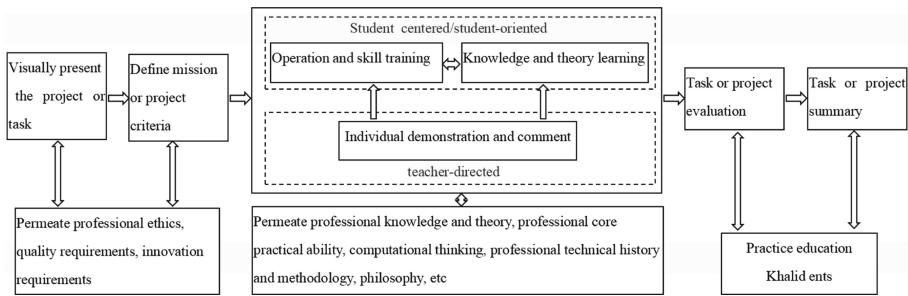 Student centered/student-oriented
Visually present
the project or
task
Define mission
or project
criteria
Operation and skill training
Knowledge and theory learning
Individual demonstration and comment
teacher-directed
Task or project
evaluation
Task or project
summary
Permeate professional ethics,
quality requirements, innovation
requirements
Permeate professional knowledge and theory, professional core
practical ability, computational thinking, professional technical history
and methodology, philosophy, etc
Practice education
Khalid ents